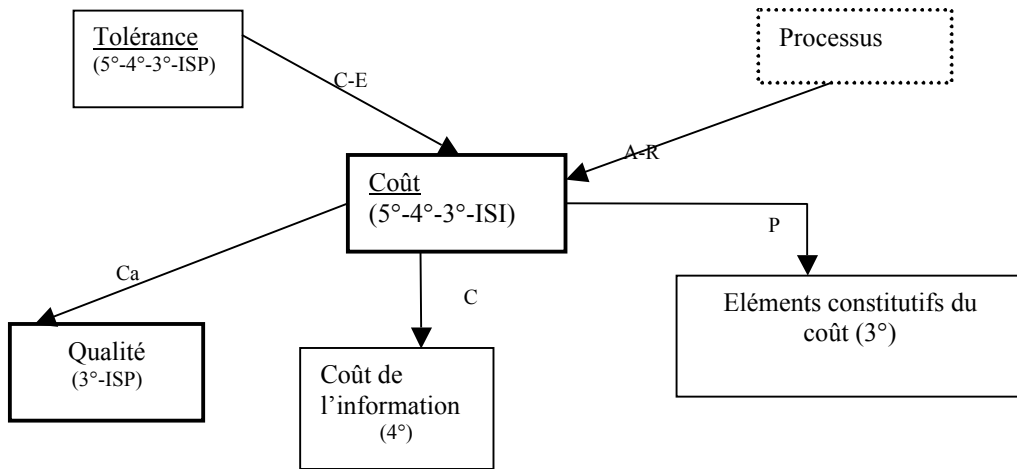 Tolérance
(5°-4°-3°-ISP)
Processus
C-E
A-R
Coût
(5°-4°-3°-ISI)
P
Ca
C
Eléments constitutifs du
coût (3°)
Qualité
(3°-ISP)
Coût de
l’information
(4°)